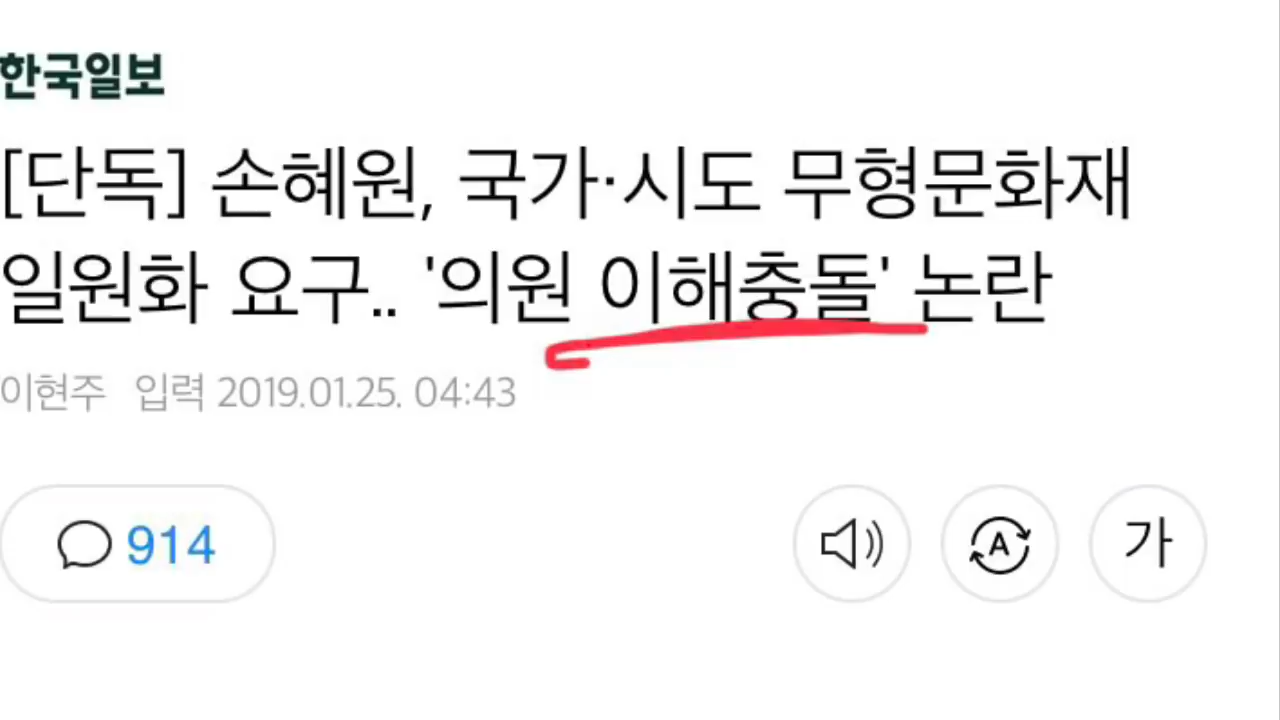 한국일보
[단독] 손혜원, 국가·시도 무형문화재
일원화 요구.. '의원 이해충돌' 논란
이현주 입력 2019.01.25. 04:43
914
A
가